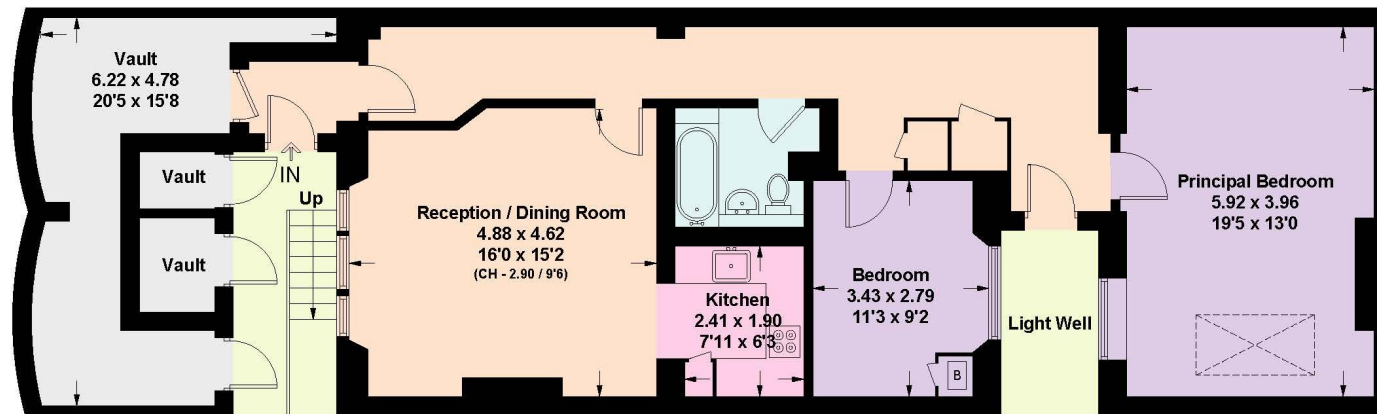 Vault
6.22 x 4.78
20'5 x 15'8
Vault
IN
Up
Vault
Reception / Dining Room
4.88 x 4.62
16'0 x 15'2
(CH - 2.90 / 9'6)
Kitchen
2.41 x 1.90
7'11 x 6'3
Bedroom
3.43 x 2.79
11'3 x 9'2
B
Light Well
Principal Bedroom
5.92 x 3.96
19'5 x 13'0